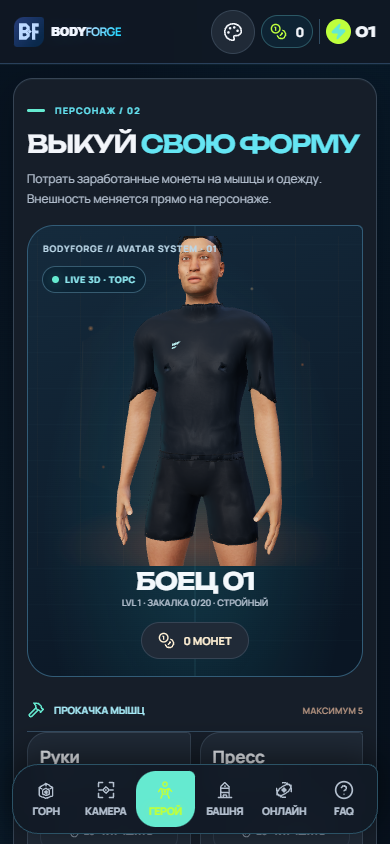 BF BODYFORGE
0
01
ПЕРСОНАЖ / 02
ВЫКУЙ СВОЮ ФОРМУ
Потрать заработанные монеты на мышцы и одежду.
Внешность меняется прямо на персонаже.
BODYFORGE // AVATAR SYSTEM · 01
LIVE 3D · ТОРС
БОЕЦ 01
LVL 1 · ЗАКАЛКА 0/20 · СТРОЙНЫЙ
0 МОНЕТ
ПРОКАЧКА МЫШЦ
МАКСИМУМ 5
Руки
Пресс
ГОРН
КАМЕРА
ГЕРОЙ
БАШНЯ
ОНЛАЙН
FAQ